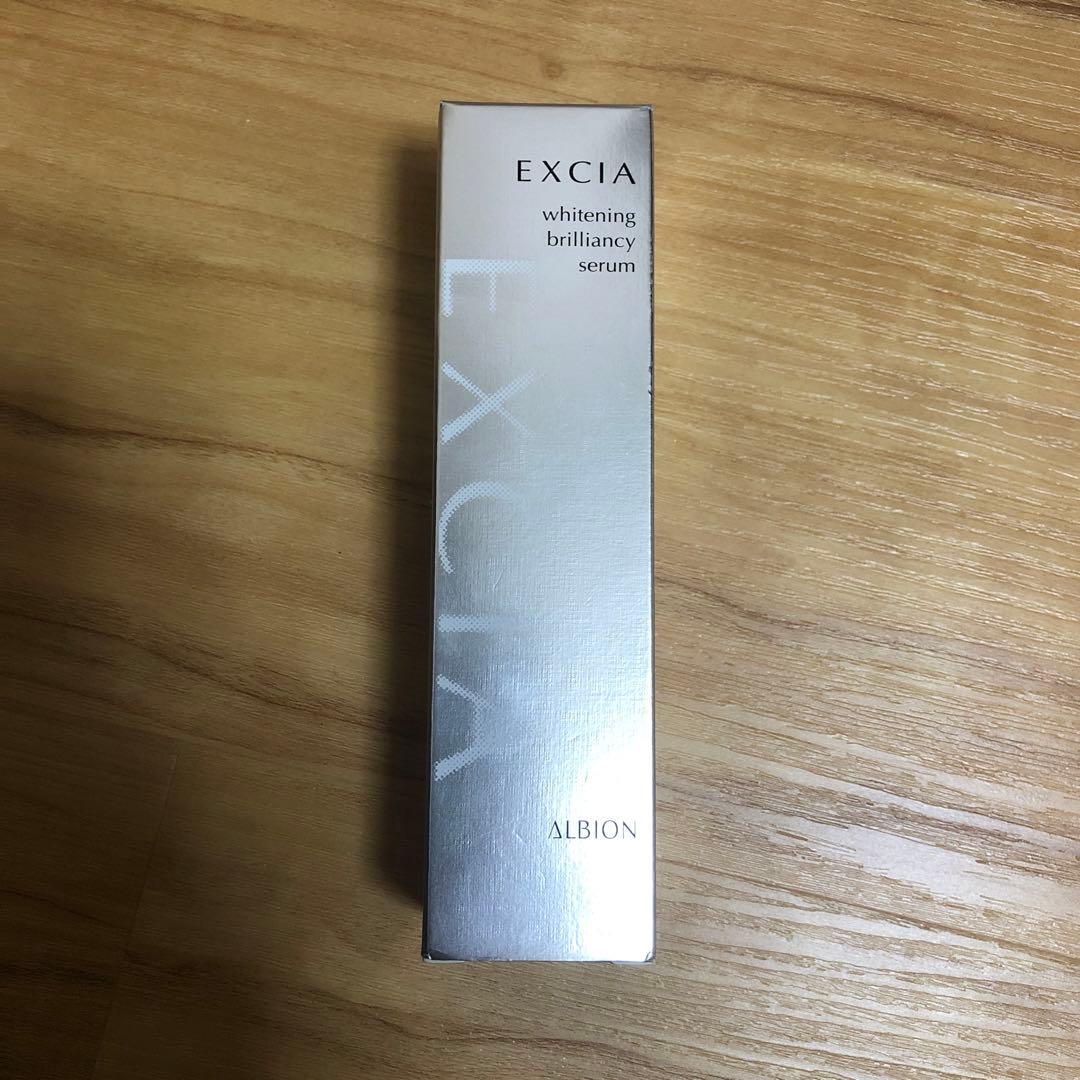 EXCIA
whitening
brilliancy
serum
EXCIA
ALBION